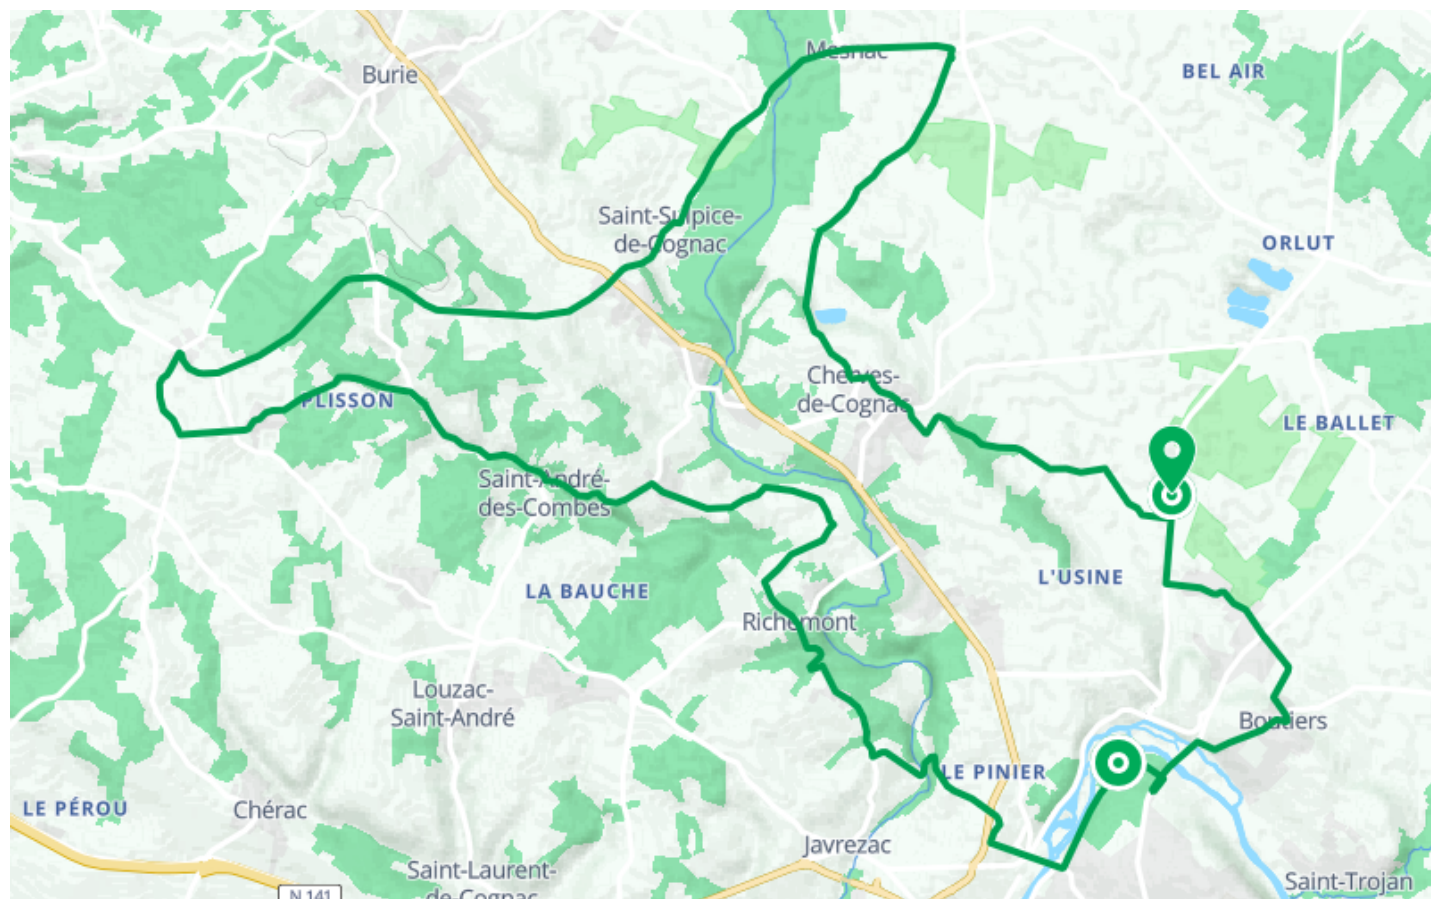 Mesnac
BEL AIR
Burie
Saint-Sulpice-
de-Cognac
ORLUT
Cherves-
de-Cognac
PLISSON
LE BALLET
Saint-André-
des-Combes
L'USINE
LA BAUCHE
Richemont
Louzac-
Saint-André
Boutiers
LE PINIER
LE PÉROU
Chérac
Javrezac
Saint-Laurent-
de-Cognac
Saint-Trojan
N 141